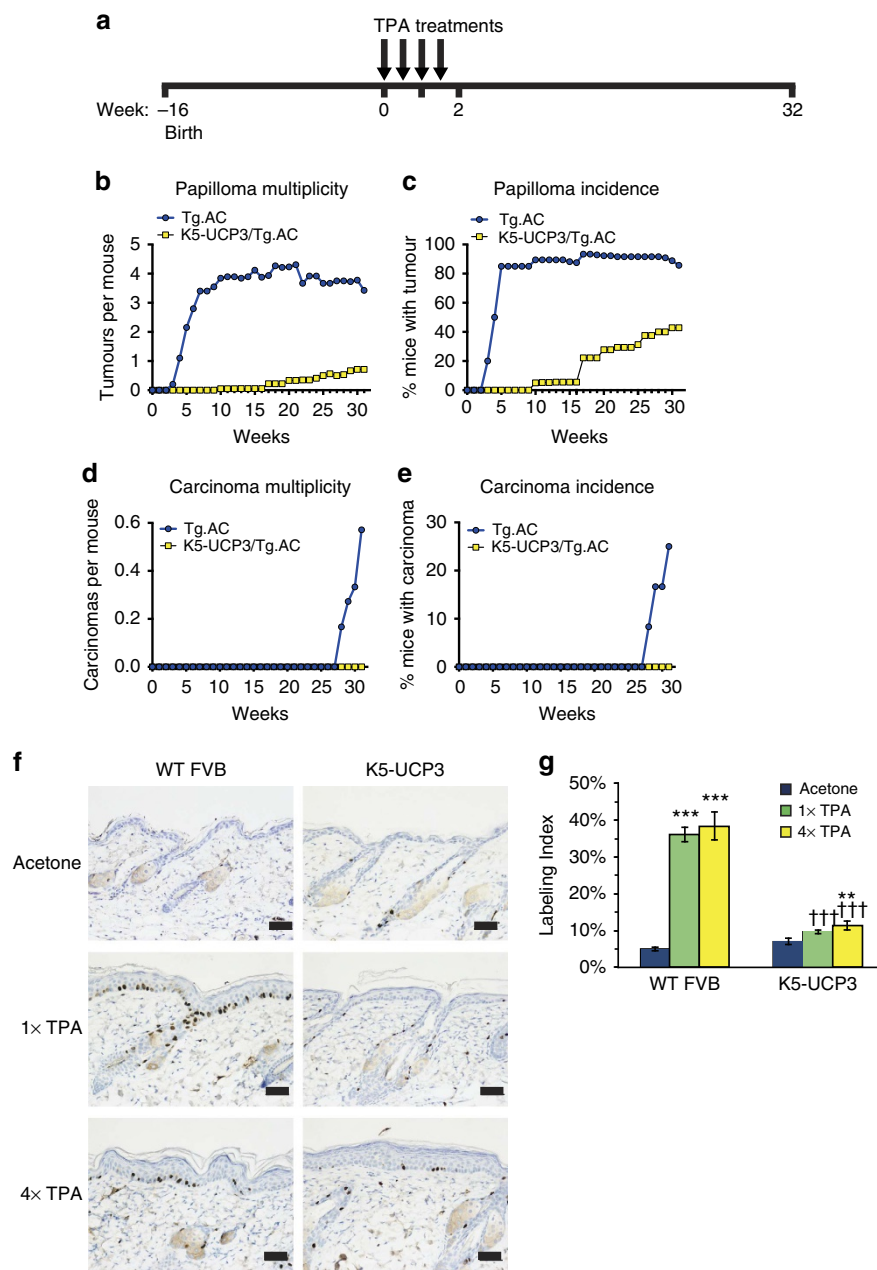 a
TPA treatments
Week: –16 0 2 32
Birth
b Papilloma multiplicity
Tg.AC
K5-UCP3/Tg.AC
Tumours per mouse
5
4
3
2
1
0
0 5 10 15 20 25 30
Weeks
c Papilloma incidence
Tg.AC
K5-UCP3/Tg.AC
% mice with tumour
100
80
60
40
20
0
0 5 10 15 20 25 30
Weeks
d Carcinoma multiplicity
Tg.AC
K5-UCP3/Tg.AC
Carcinomas per mouse
0.6
0.4
0.2
0.0
0 5 10 15 20 25 30
Weeks
e Carcinoma incidence
Tg.AC
K5-UCP3/Tg.AC
% mice with carcinoma
30
20
10
0
0 5 10 15 20 25 30
Weeks
f
WT FVB K5-UCP3
Acetone
1× TPA
4× TPA
g
Acetone
1× TPA
4× TPA
Labeling Index
50%
40%
30%
20%
10%
0%
*** ***
**
††† †††
WT FVB K5-UCP3